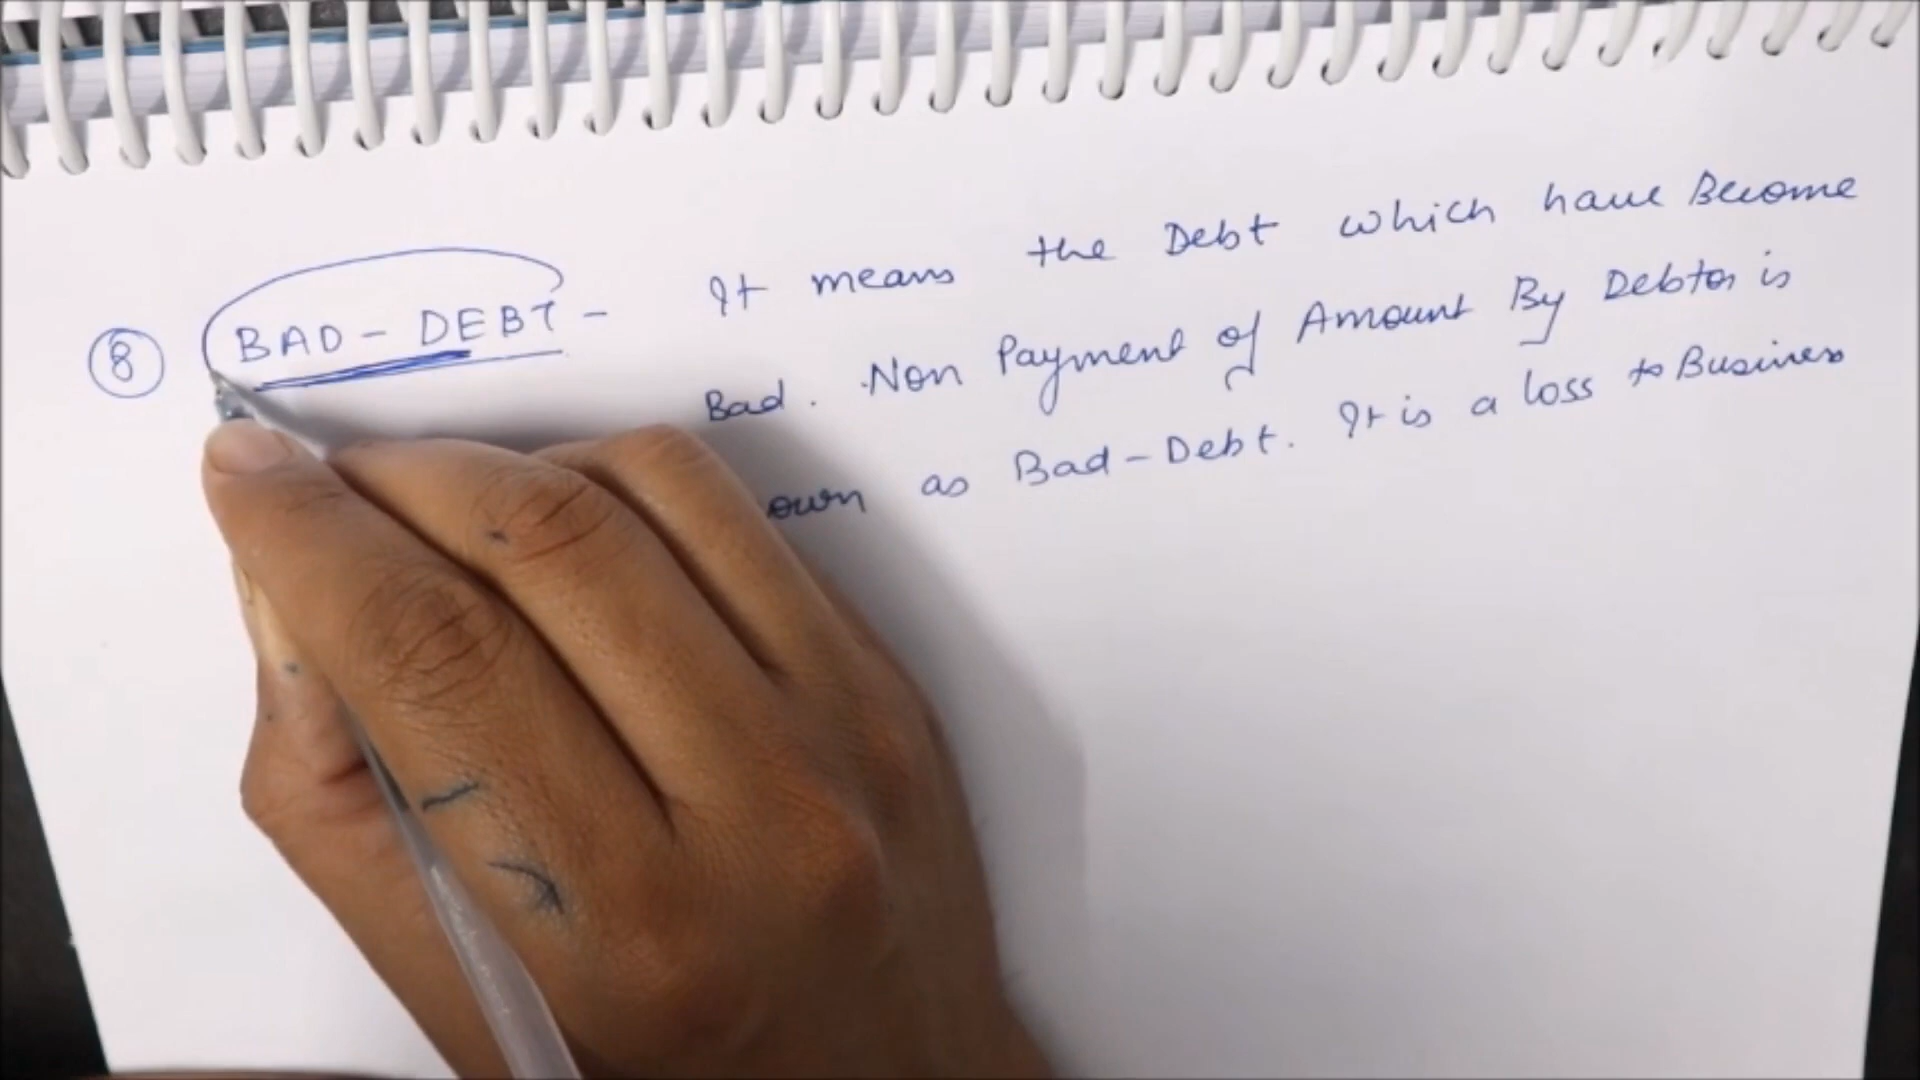 ⑧ BAD - DEBT - It means the Debt which have Become
Bad. Non Payment of Amount By Debtor is
own as Bad - Debt. It is a loss to Business